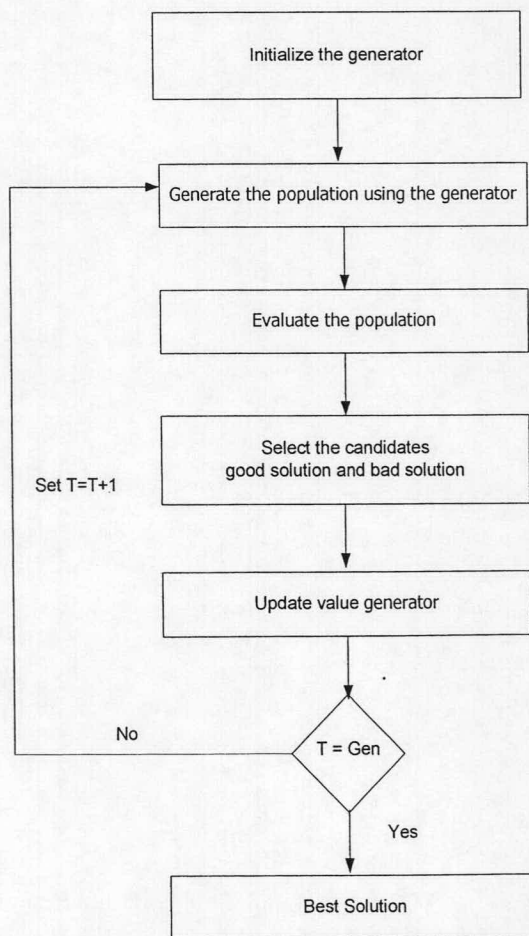 Initialize the generator
Generate the population using the generator
Evaluate the population
Select the candidates
good solution and bad solution
Set T=T+1
Update value generator
No
T = Gen
Yes
Best Solution